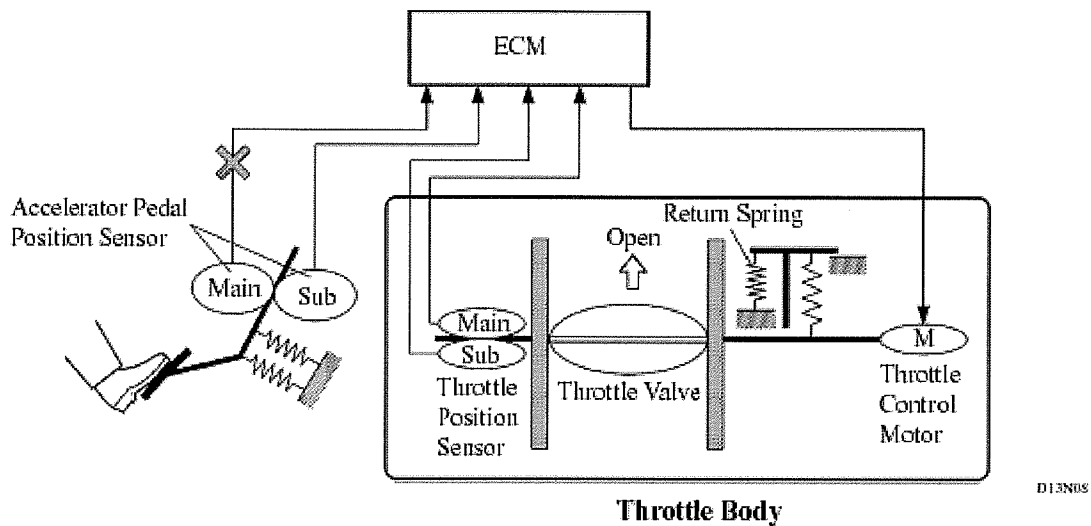 ECM
Accelerator Pedal
Position Sensor
Main
Sub
Return Spring
Open
Main
Sub
Throttle
Position
Sensor
Throttle Valve
M
Throttle
Control
Motor
Throttle Body
D13N08